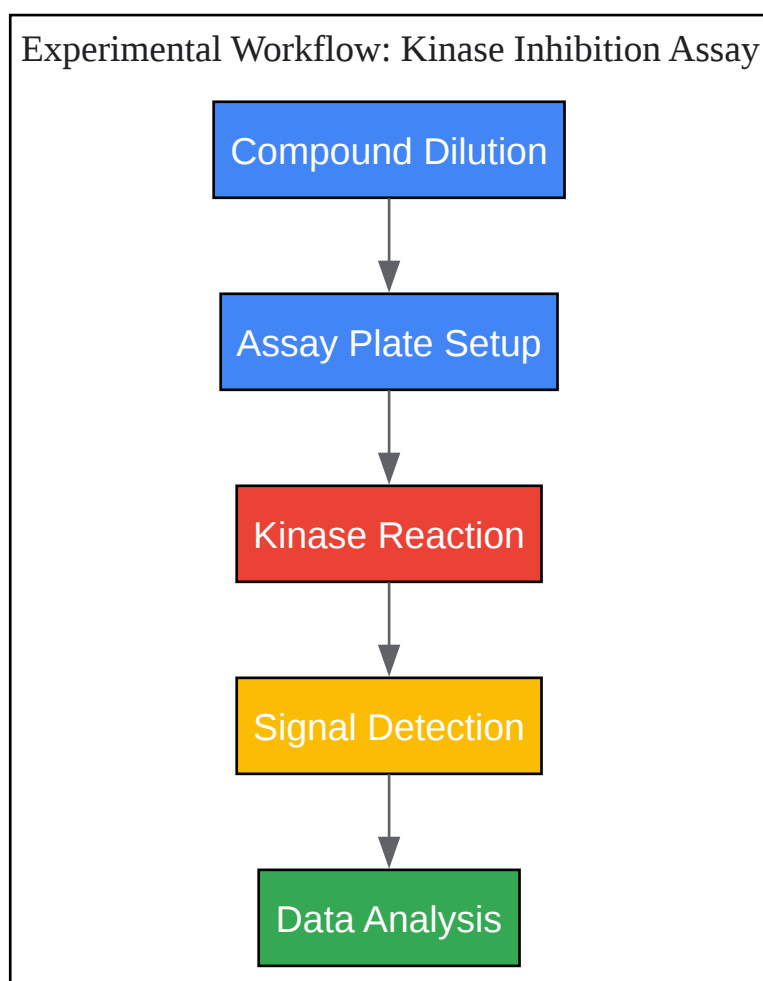 Experimental Workflow: Kinase Inhibition Assay
Compound Dilution
Assay Plate Setup
Kinase Reaction
Signal Detection
Data Analysis